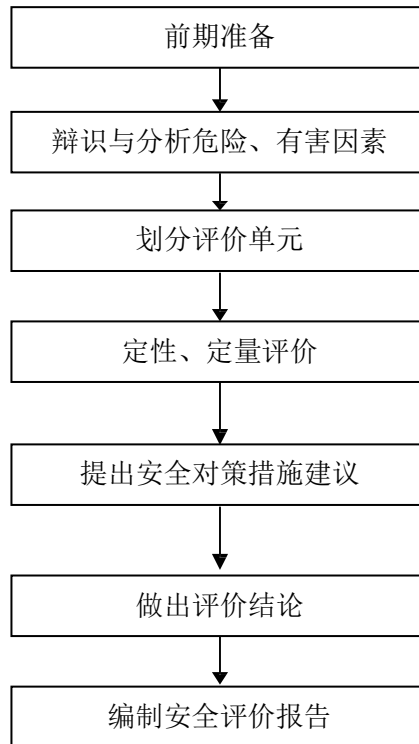 前期准备
辩识与分析危险、有害因素
划分评价单元
定性、定量评价
提出安全对策措施建议
做出评价结论
编制安全评价报告